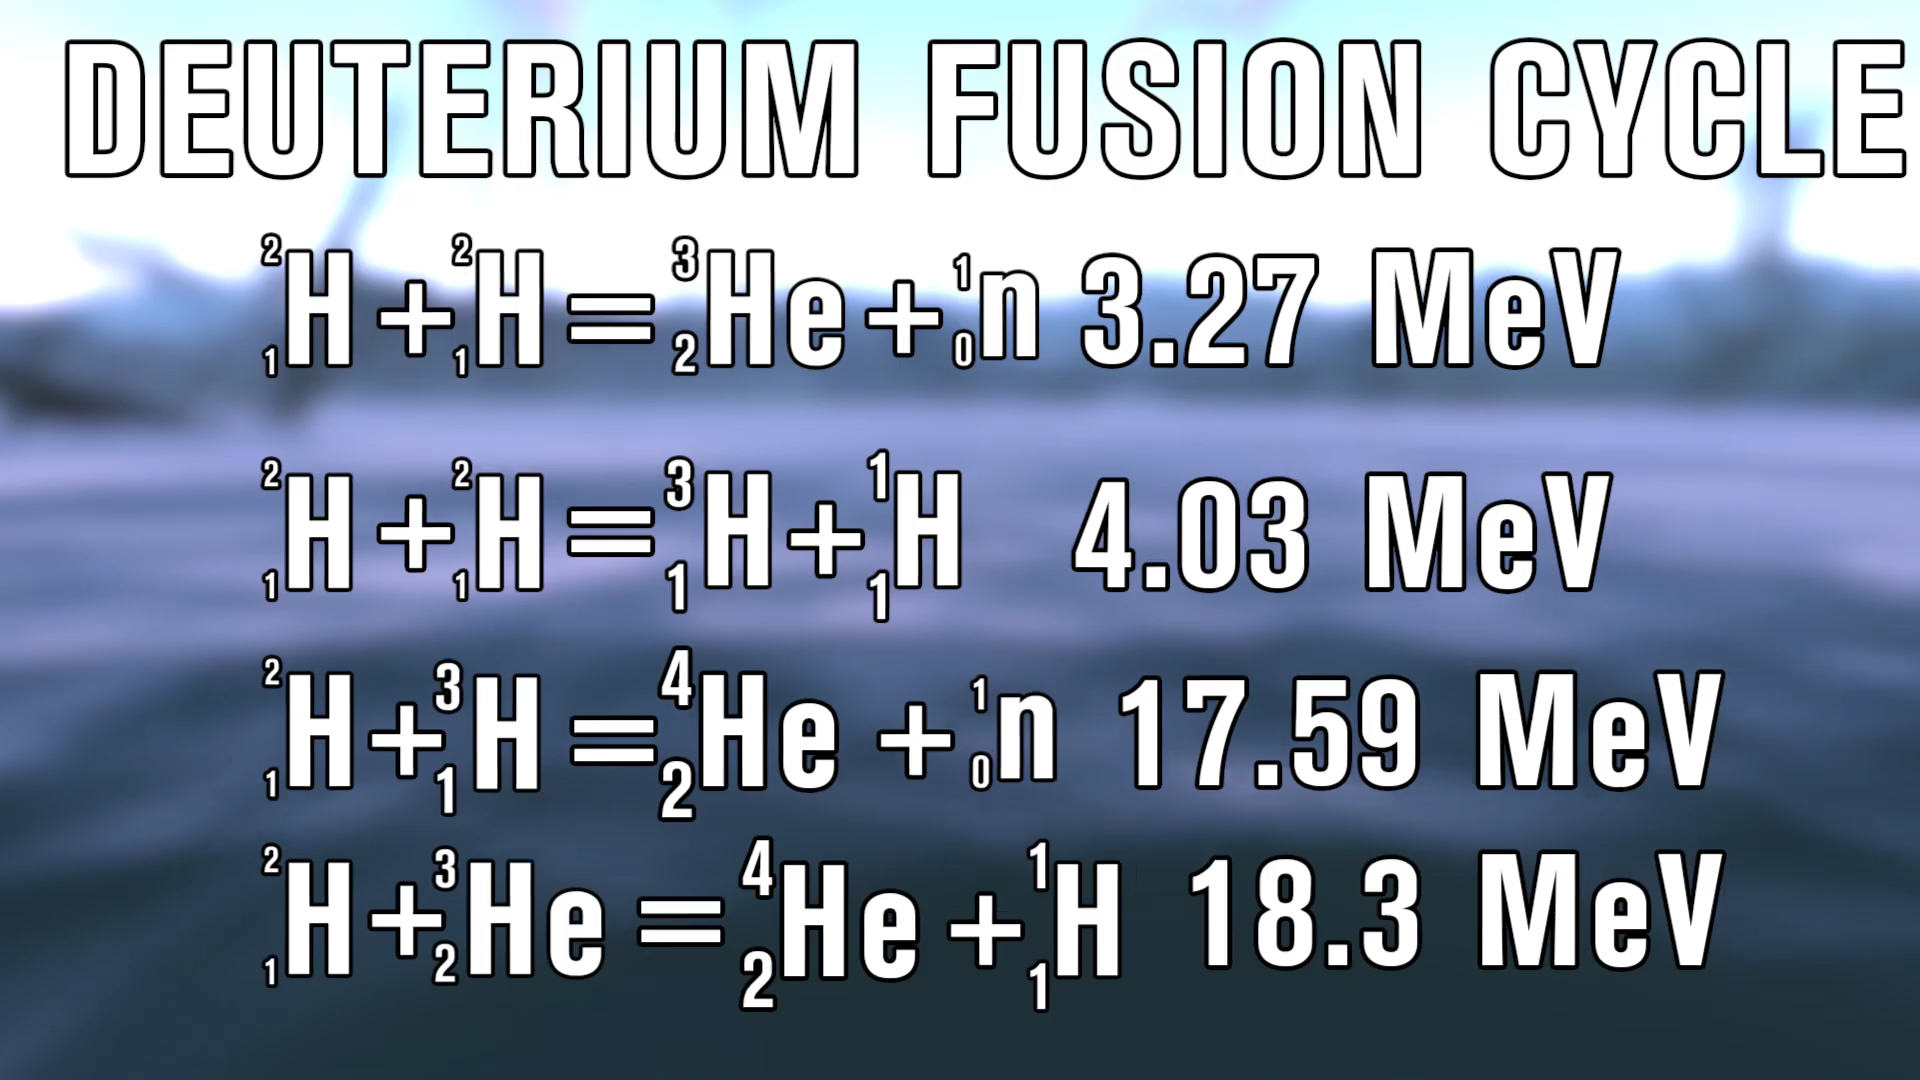 DEUTERIUM FUSION CYCLE
²₁H + ²₁H = ³₂He + ¹₀n 3.27 MeV
²₁H + ²₁H = ³₁H + ¹₁H 4.03 MeV
²₁H + ³₁H = ⁴₂He + ¹₀n 17.59 MeV
²₁H + ³₂He = ⁴₂He + ¹₁H 18.3 MeV